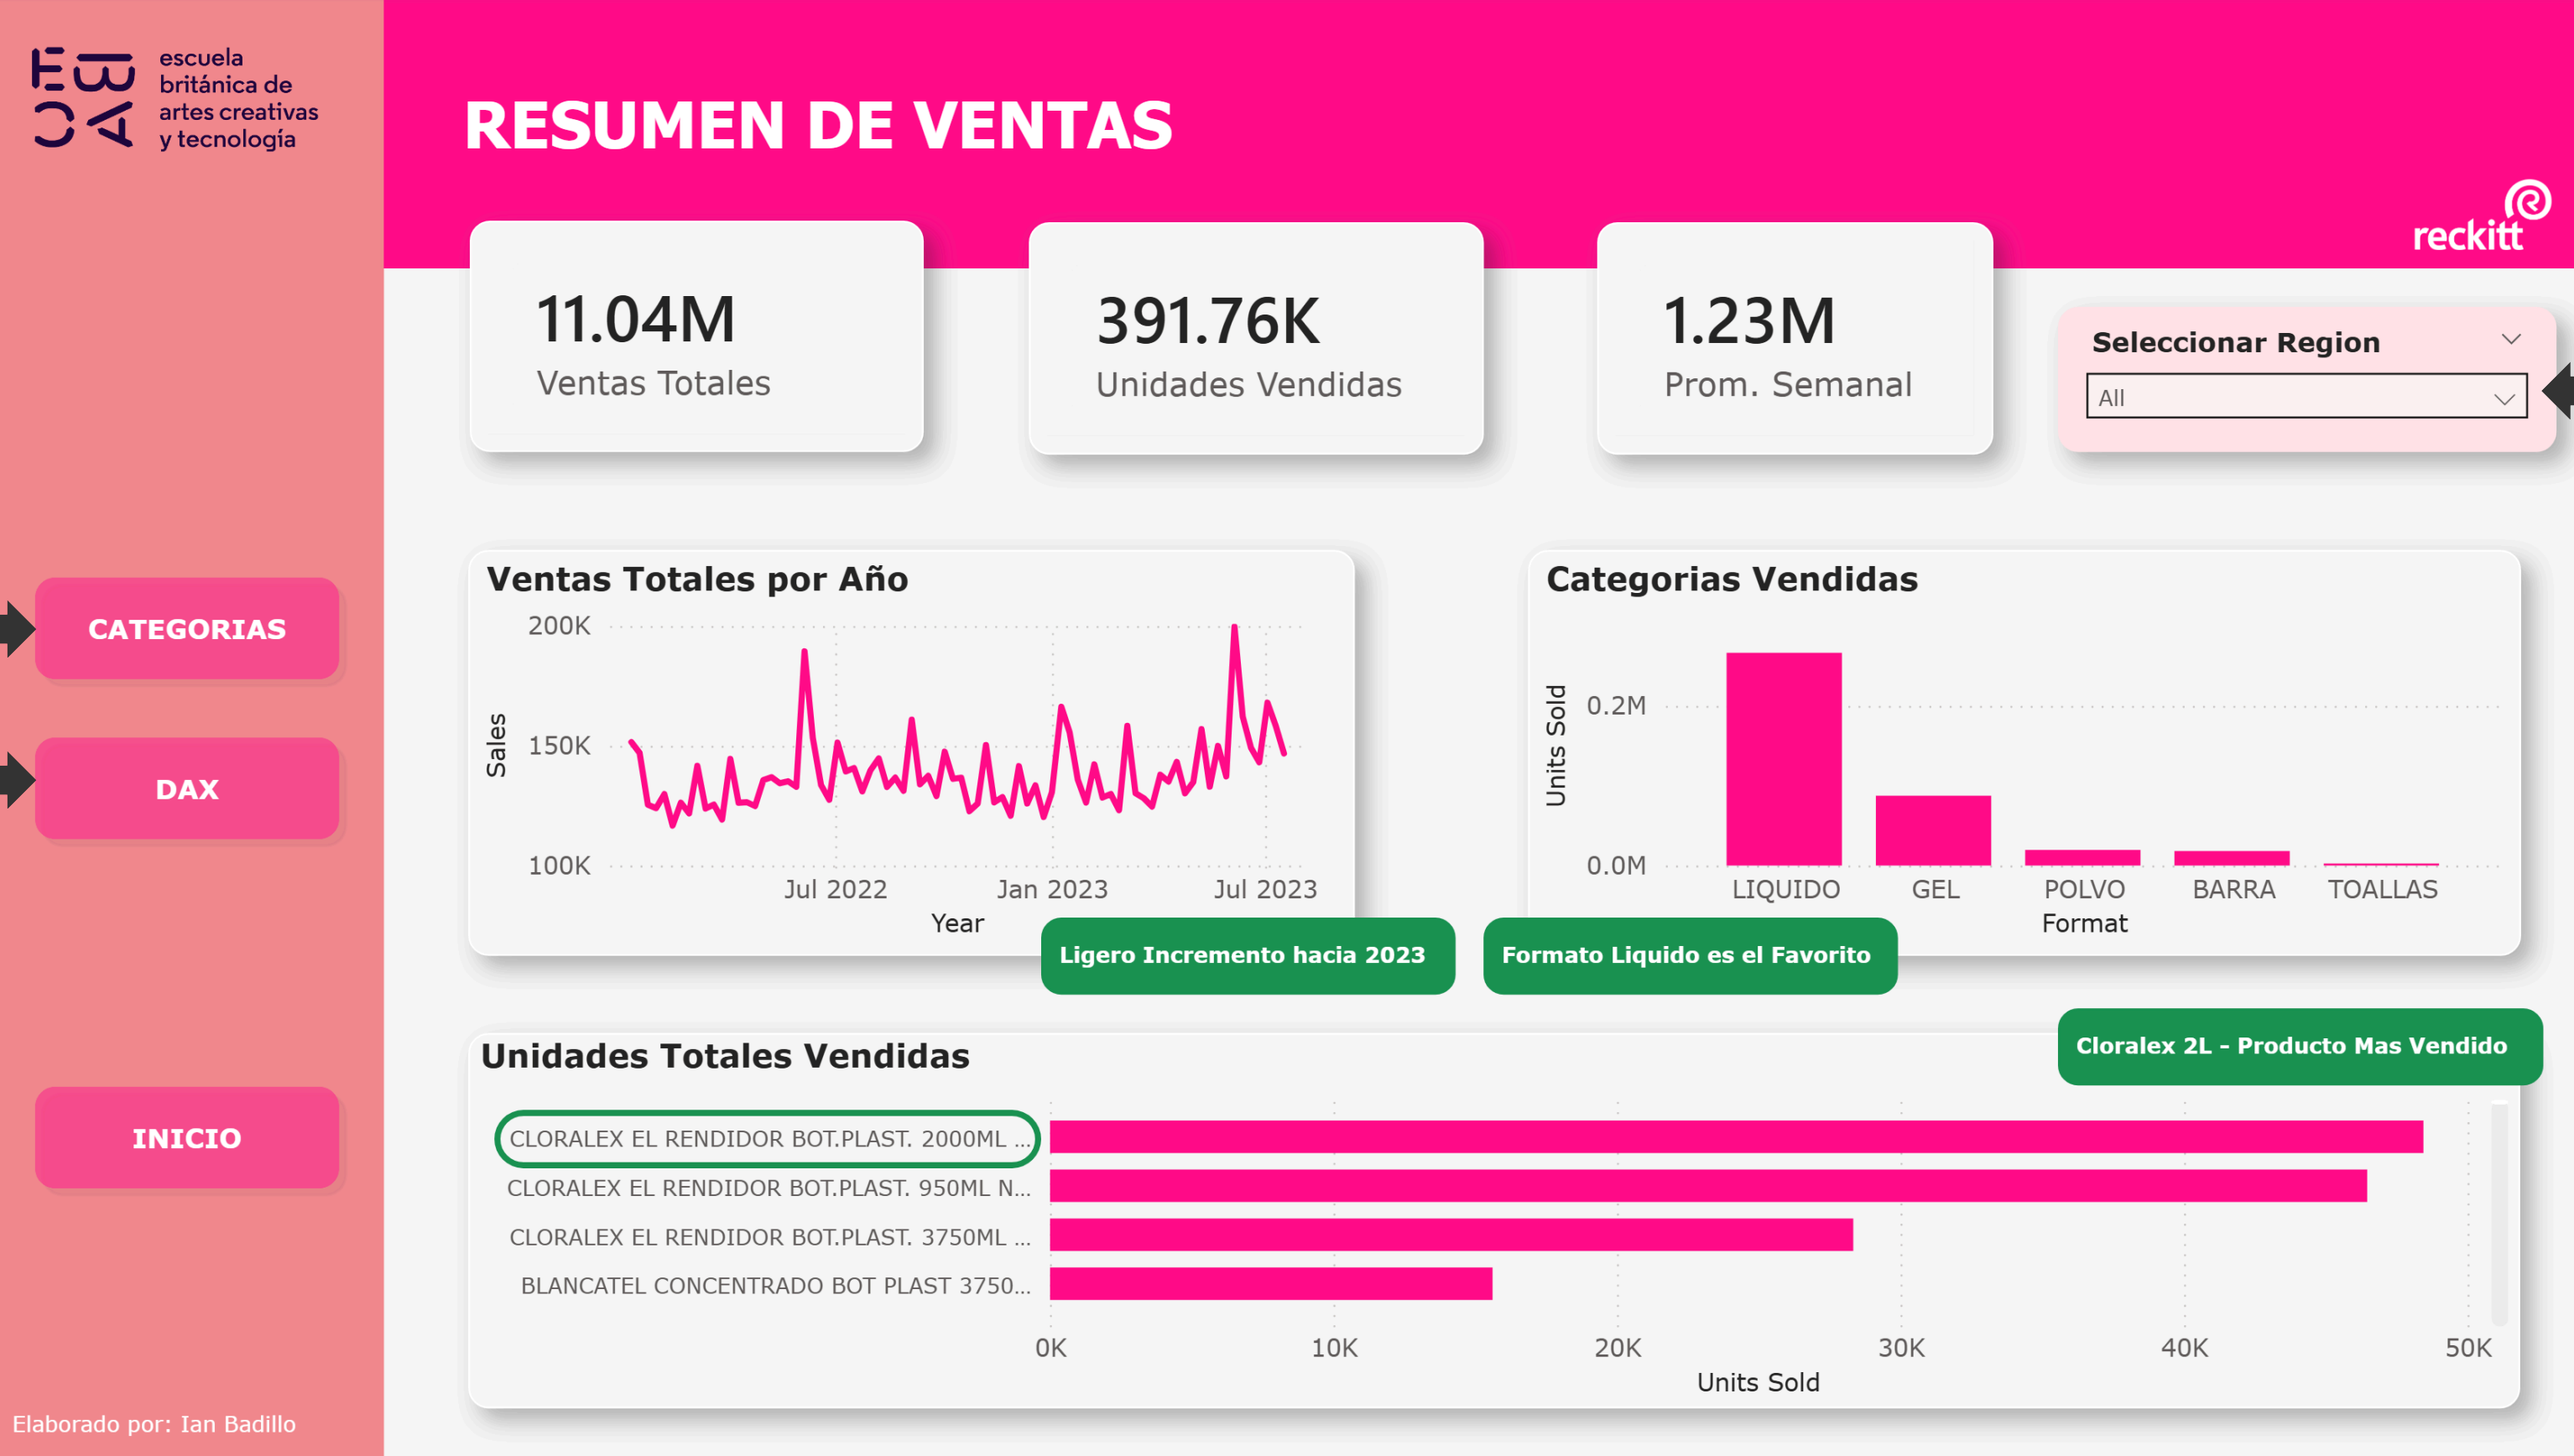 escuela
británica de
artes creativas
y tecnología
RESUMEN DE VENTAS
reckitt
11.04M
Ventas Totales
391.76K
Unidades Vendidas
1.23M
Prom. Semanal
Seleccionar Region
All
CATEGORIAS
DAX
INICIO
Elaborado por: Ian Badillo
Ventas Totales por Año
Sales
200K
150K
100K
Jul 2022
Jan 2023
Jul 2023
Year
Ligero Incremento hacia 2023
Categorias Vendidas
Units Sold
0.2M
0.0M
LIQUIDO
GEL
POLVO
BARRA
TOALLAS
Format
Formato Liquido es el Favorito
Unidades Totales Vendidas
Cloralex 2L - Producto Mas Vendido
CLORALEX EL RENDIDOR BOT.PLAST. 2000ML ...
CLORALEX EL RENDIDOR BOT.PLAST. 950ML N...
CLORALEX EL RENDIDOR BOT.PLAST. 3750ML ...
BLANCATEL CONCENTRADO BOT PLAST 3750...
0K
10K
20K
30K
40K
50K
Units Sold